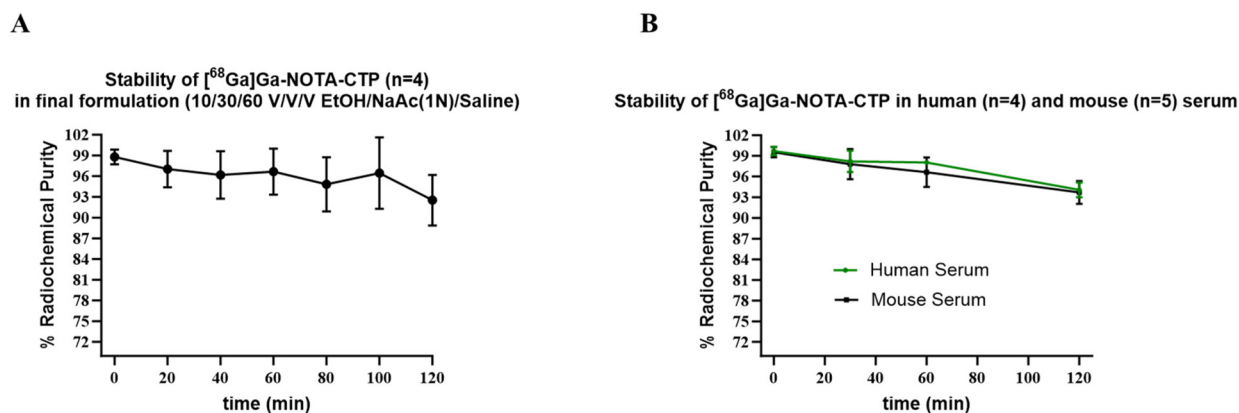 A
Stability of [⁶⁸Ga]Ga-NOTA-CTP (n=4)
in final formulation (10/30/60 V/V/V EtOH/NaAc(1N)/Saline)
% Radiochemical Purity
102
99
96
93
90
87
84
81
78
75
72
0 20 40 60 80 100 120
time (min)
B
Stability of [⁶⁸Ga]Ga-NOTA-CTP in human (n=4) and mouse (n=5) serum
% Radiochemical Purity
102
99
96
93
90
87
84
81
78
75
72
Human Serum
Mouse Serum
0 20 40 60 80 100 120
time (min)